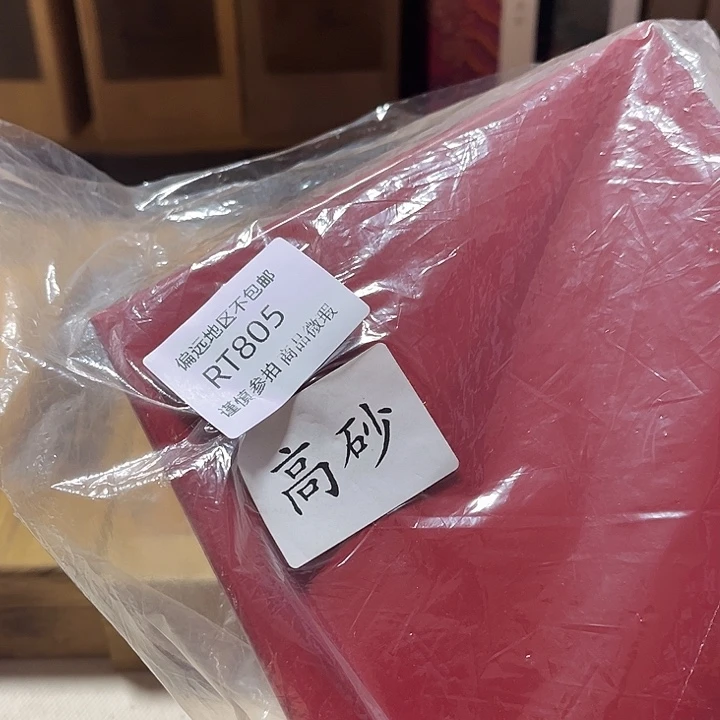 偏远地区不包邮
RT805
谨慎参拍 商品微瑕
高砂